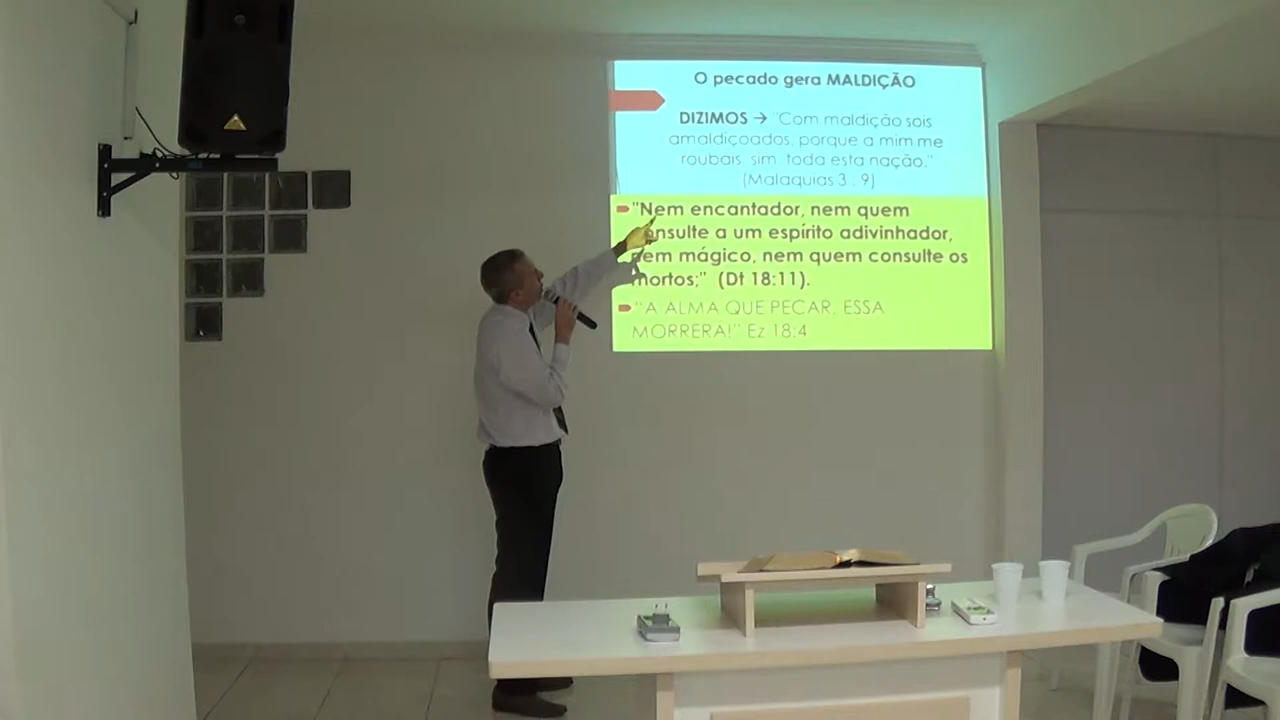 O pecado gera MALDIÇÃO
DIZIMOS → "Com maldição sois
amaldiçoados, porque a mim me
roubais, sim, toda esta nação."
(Malaquias 3 . 9)
"Nem encantador, nem quem
consulte a um espírito adivinhador,
nem mágico, nem quem consulte os
mortos;" (Dt 18:11).
"A ALMA QUE PECAR, ESSA
MORRERA!" Ez 18:4